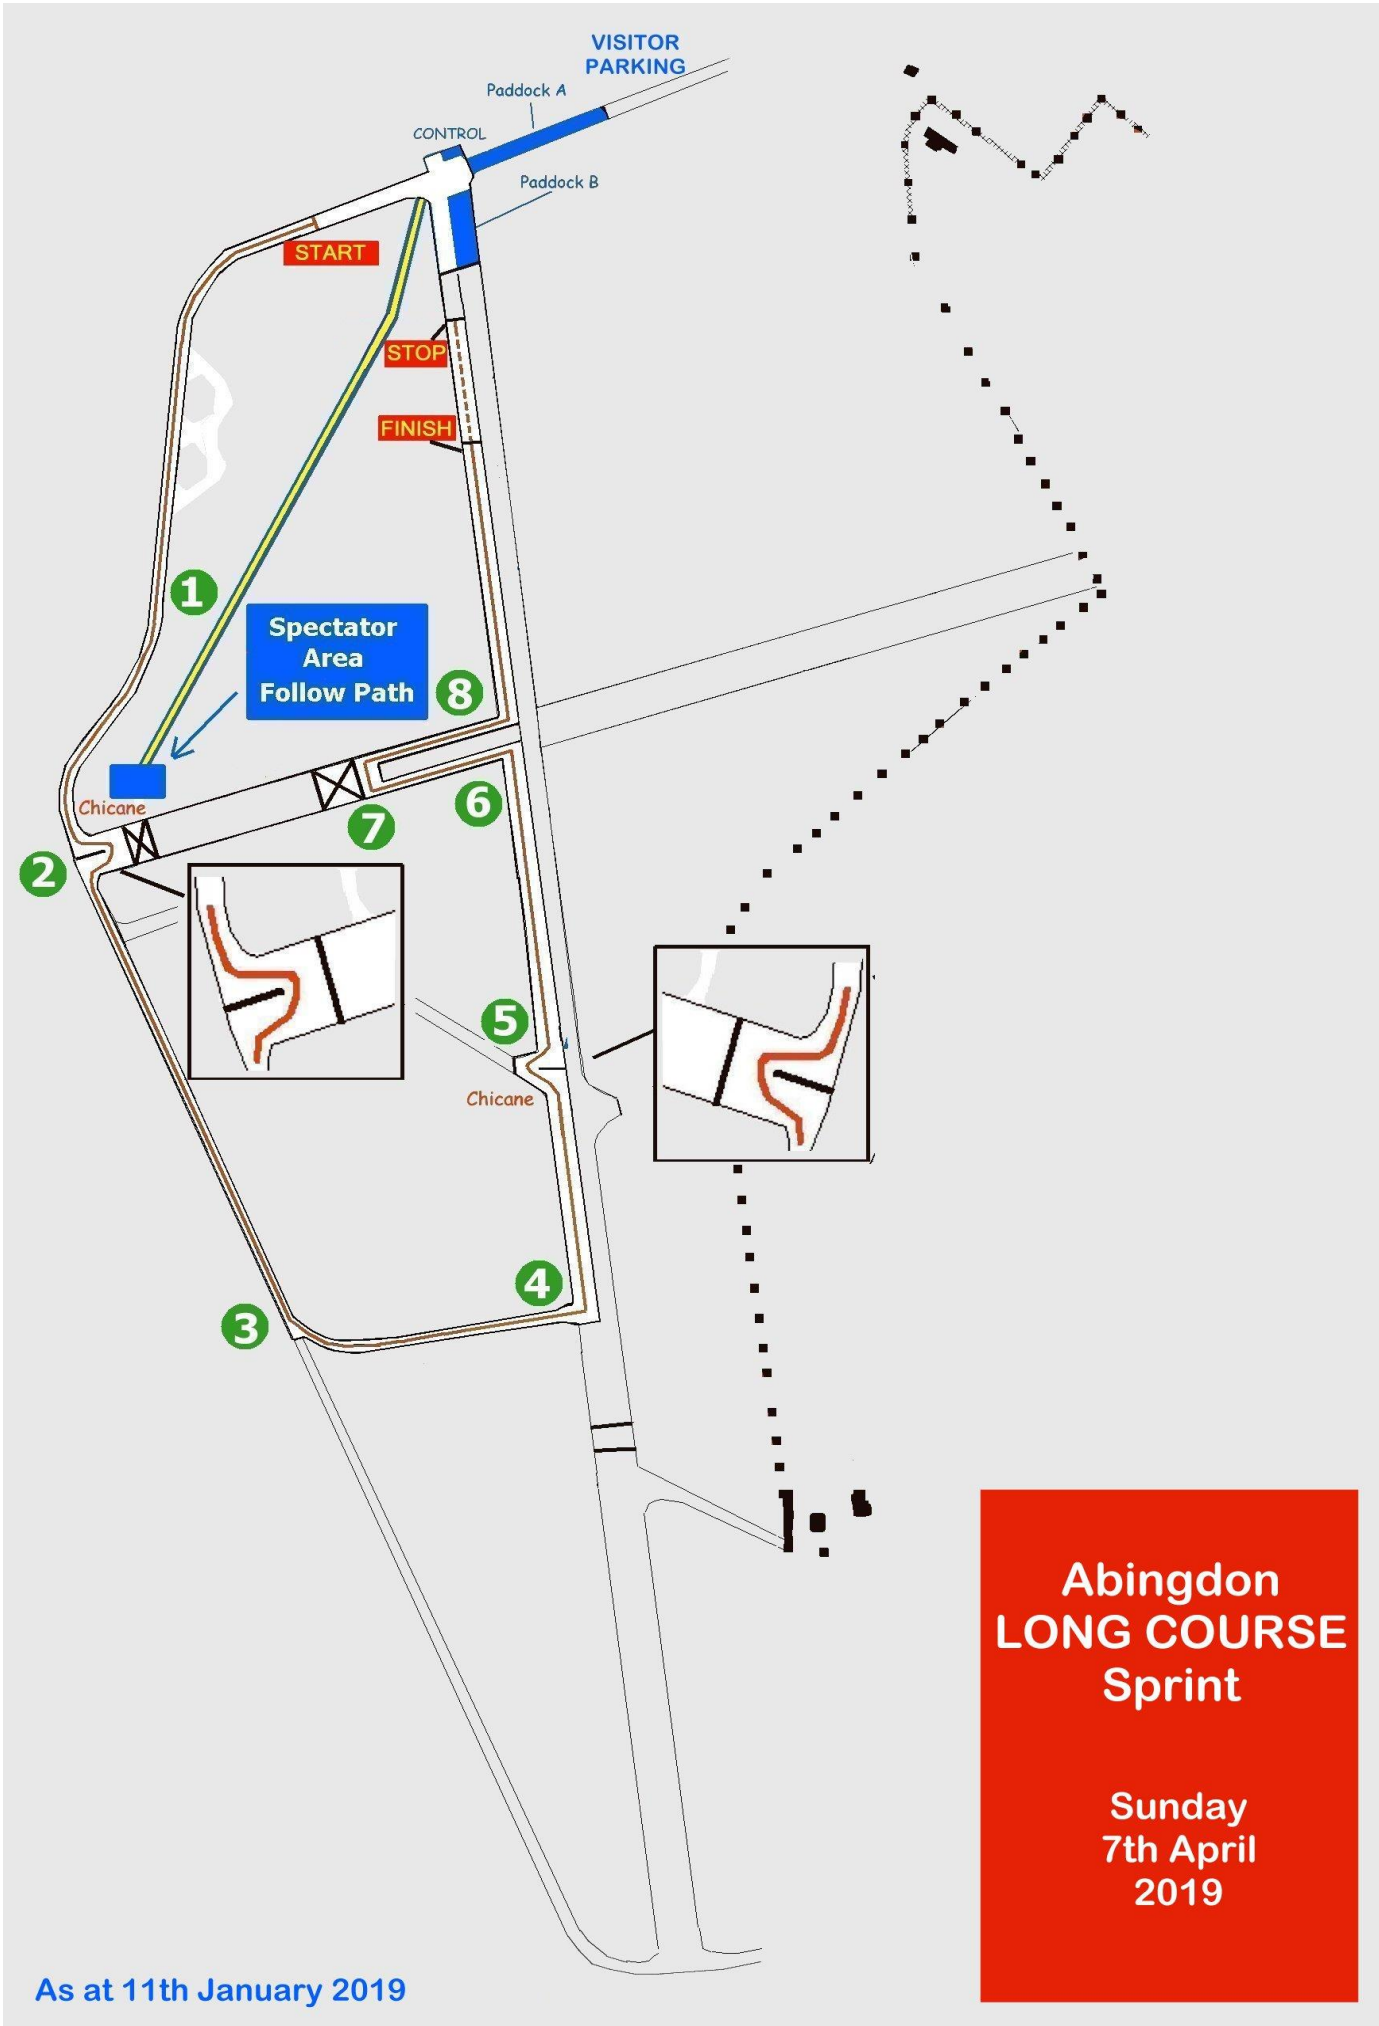 VISITOR
PARKING
Paddock A
CONTROL
Paddock B
START
STOP
FINISH
1
Spectator
Area
Follow Path
8
Chicane
6
7
2
5
Chicane
4
3
Abingdon
LONG COURSE
Sprint
Sunday
7th April
2019
As at 11th January 2019